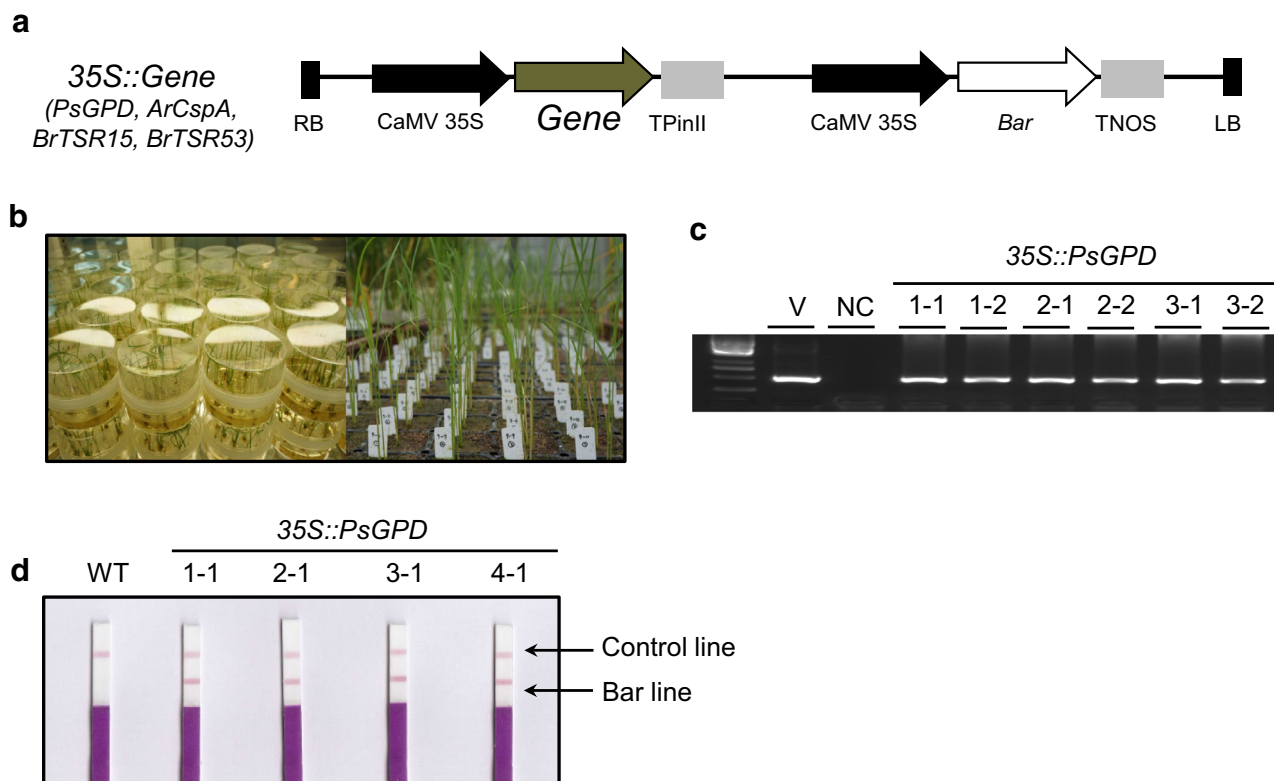 a
35S::Gene
(PsGPD, ArCspA,
BrTSR15, BrTSR53)
RB CaMV 35S Gene TPinII CaMV 35S Bar TNOS LB
b
c
35S::PsGPD
V NC 1-1 1-2 2-1 2-2 3-1 3-2
35S::PsGPD
d WT 1-1 2-1 3-1 4-1
Control line
Bar line